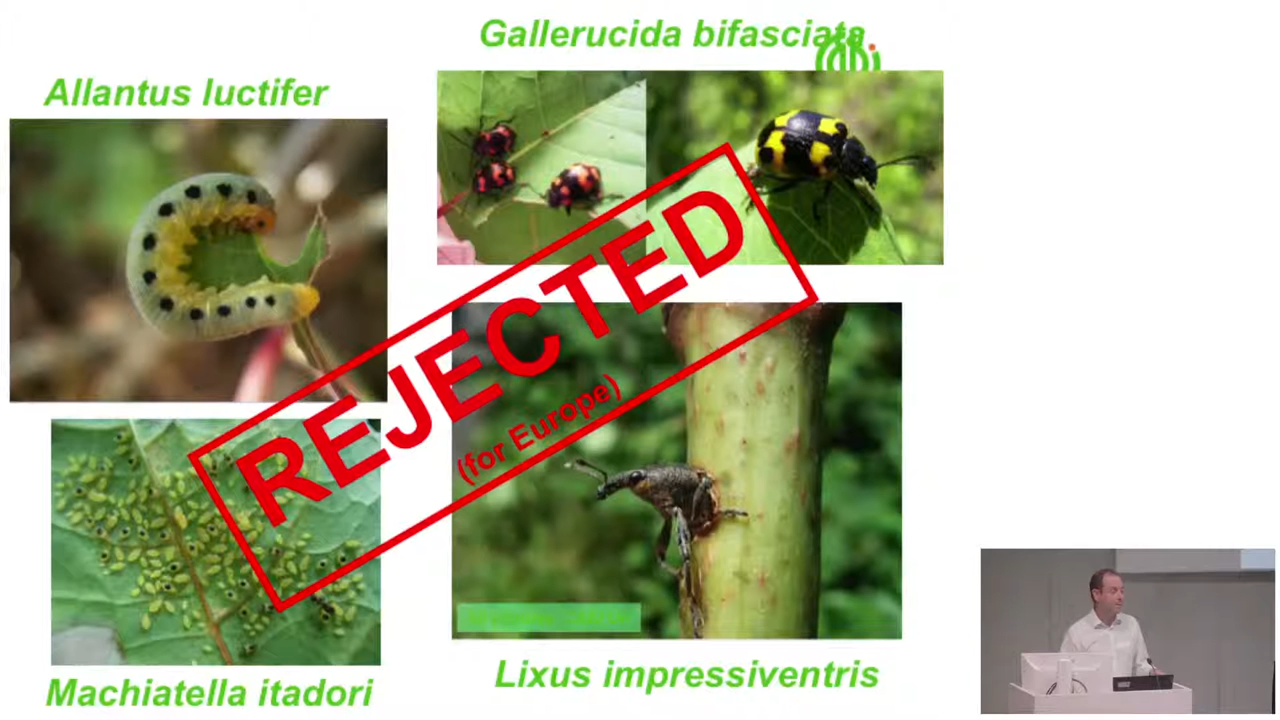 Gallerucida bifasciata
Allantus luctifer
REJECTED
(for Europe)
Lixus impressiventris
Machiatella itadori